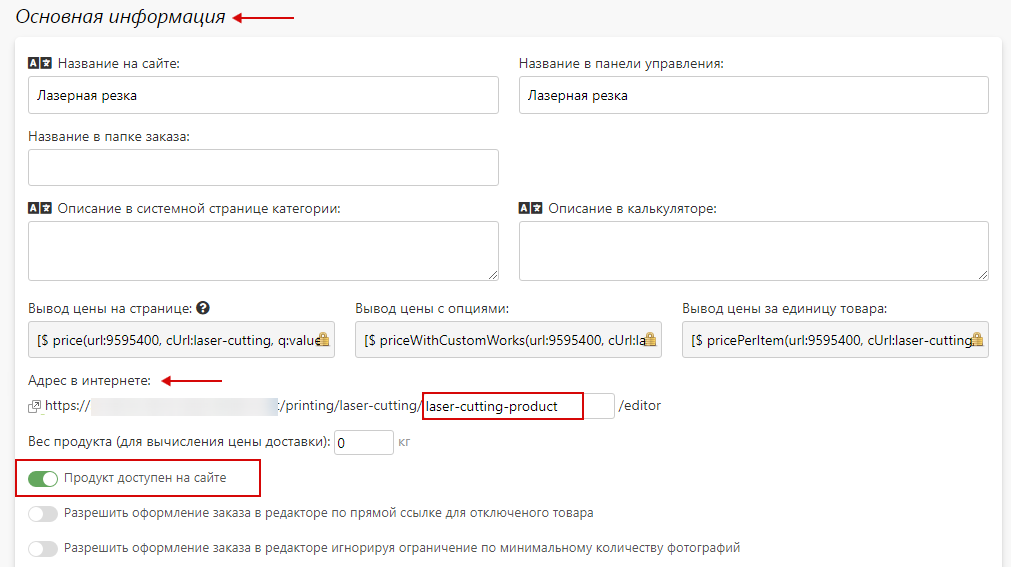 Основная информация
Название на сайте: Название в панели управления:
Лазерная резка Лазерная резка
Название в папке заказа:
Описание в системной странице категории: Описание в калькуляторе:
Вывод цены на странице: Вывод цены с опциями: Вывод цены за единицу товара:
[$ price(url:9595400, cUrl:laser-cutting, q:value [$ priceWithCustomWorks(url:9595400, cUrl:la [$ pricePerItem(url:9595400, cUrl:laser-cutting,
Адрес в интернете:
https:// /printing/laser-cutting/ laser-cutting-product /editor
Вес продукта (для вычисления цены доставки): 0 кг
Продукт доступен на сайте
Разрешить оформление заказа в редакторе по прямой ссылке для отключеного товара
Разрешить оформление заказа в редакторе игнорируя ограничение по минимальному количеству фотографий